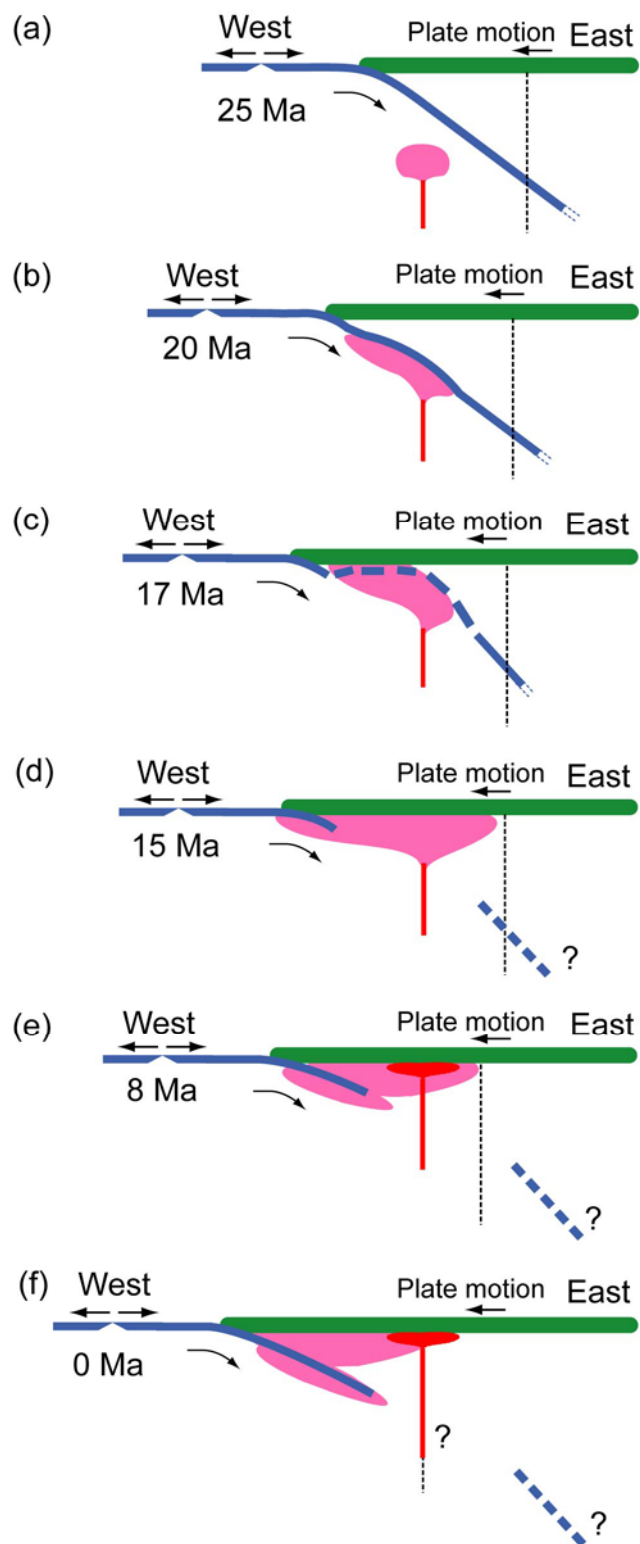 (a)
West
Plate motion East
25 Ma
(b)
West
Plate motion East
20 Ma
(c)
West
Plate motion East
17 Ma
(d)
West
Plate motion East
15 Ma
?
(e)
West
Plate motion East
8 Ma
?
(f)
West
Plate motion East
0 Ma
?
?